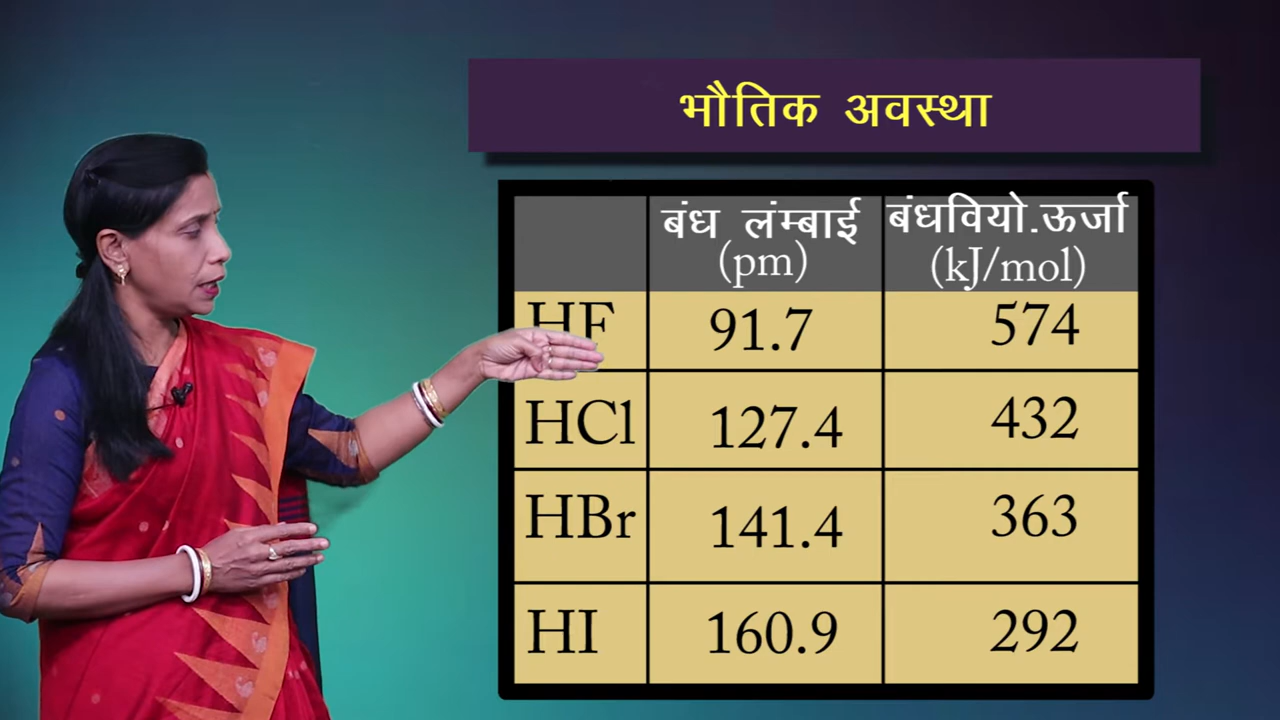 भौतिक अवस्था
बंध लंम्बाई (pm) बंधवियो.ऊर्जा (kJ/mol)
HF 91.7 574
HCl 127.4 432
HBr 141.4 363
HI 160.9 292